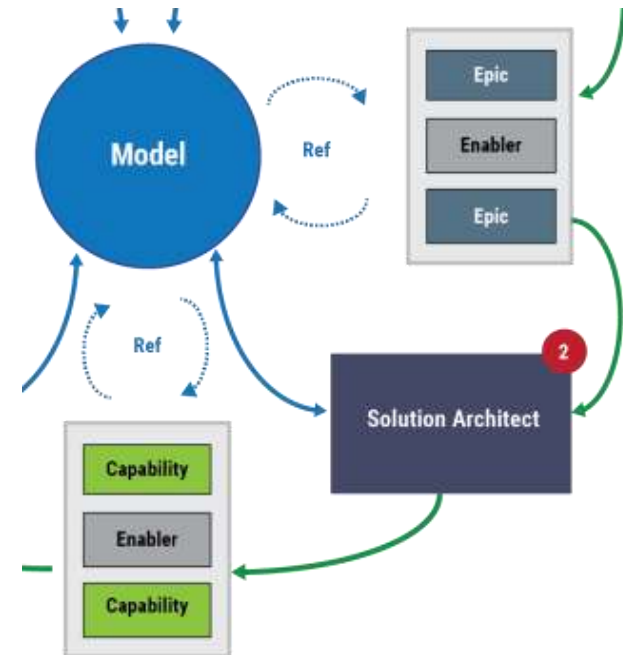 Epic
Model
Ref
Enabler
Epic
Ref
2
Solution Architect
Capability
Enabler
Capability